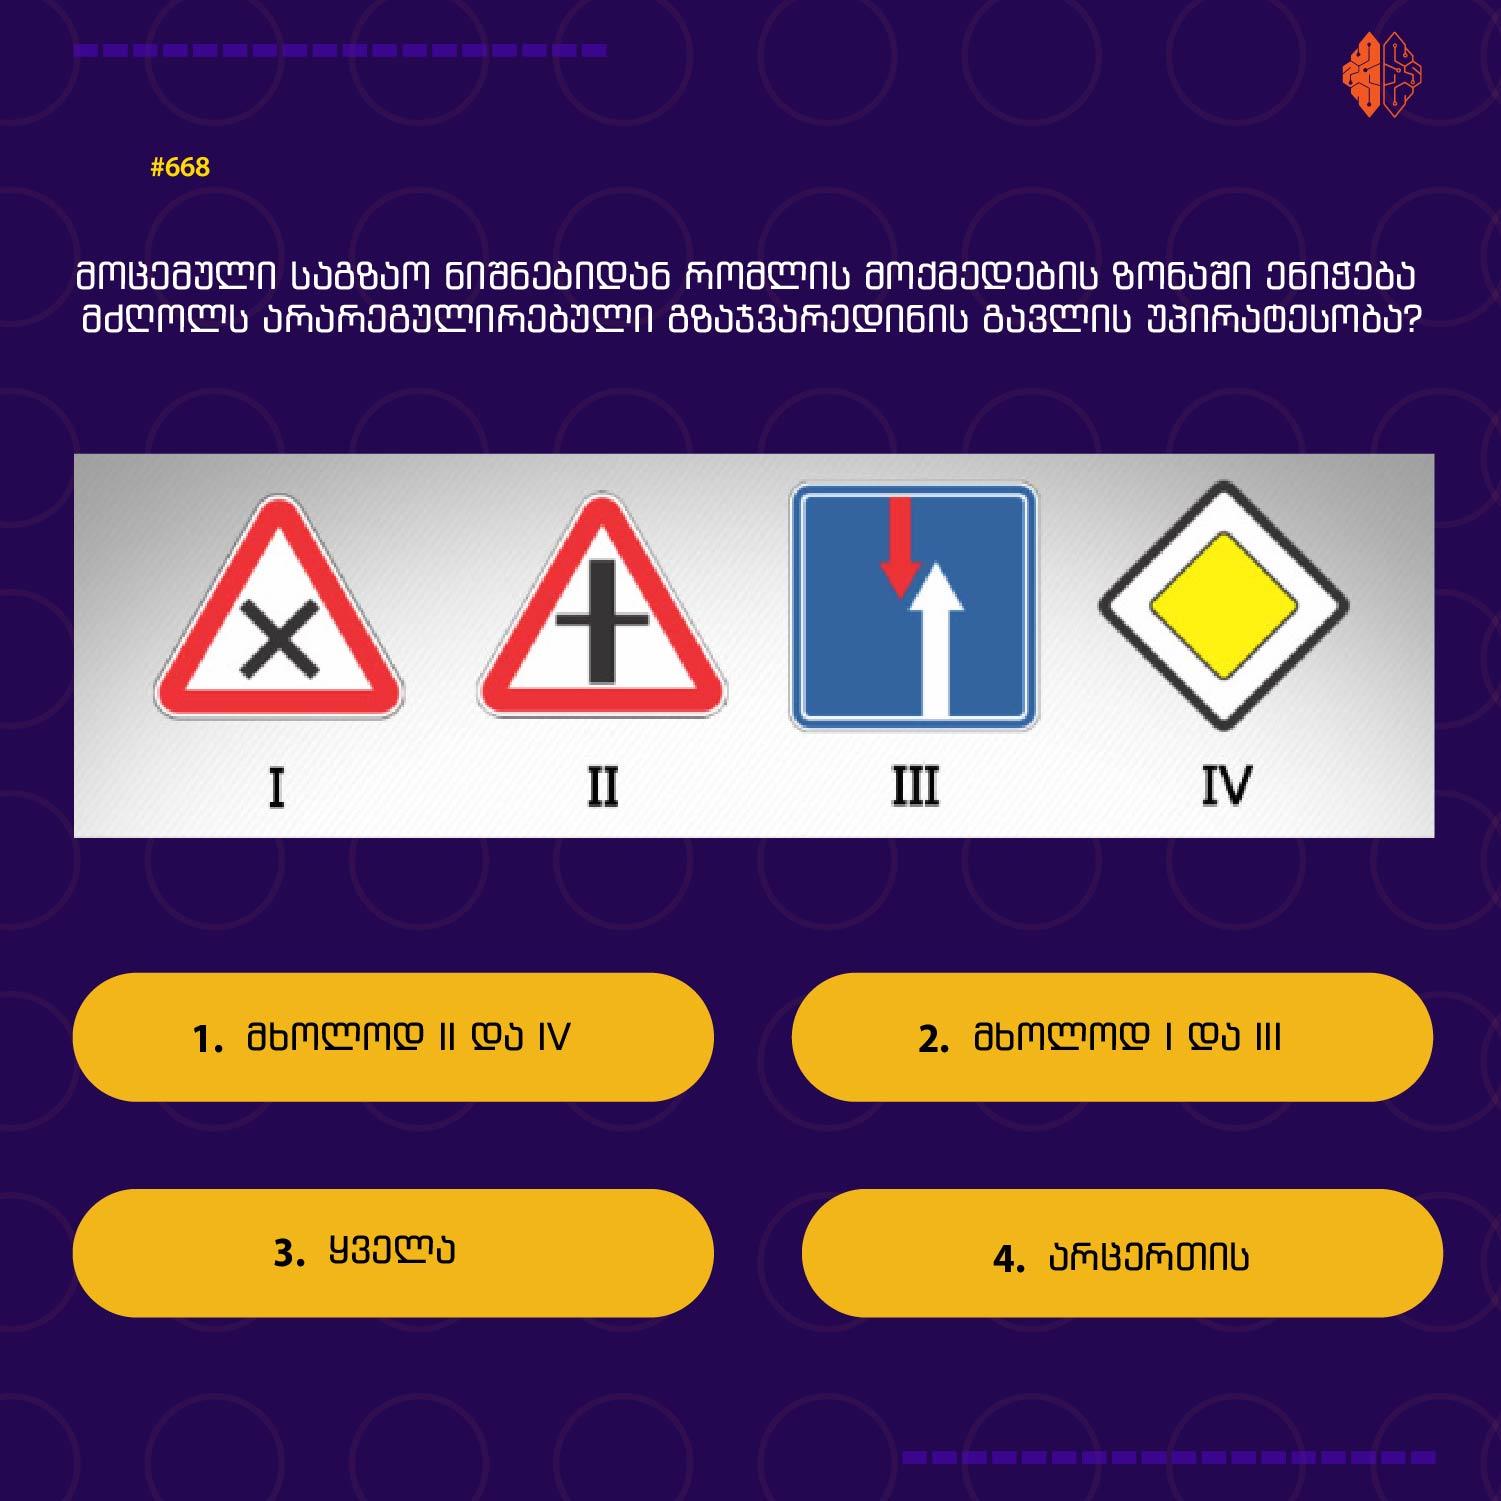 #668
მოცემული საგზაო ნიშნებიდან რომლის მოქმედების ზონაში ენიჭება
მძღოლს არარეგულირებული გზაჯვარედინის გავლის უპირატესობა?
I II III IV
1. მხოლოდ II და IV
2. მხოლოდ I და III
3. ყველა
4. არცერთის